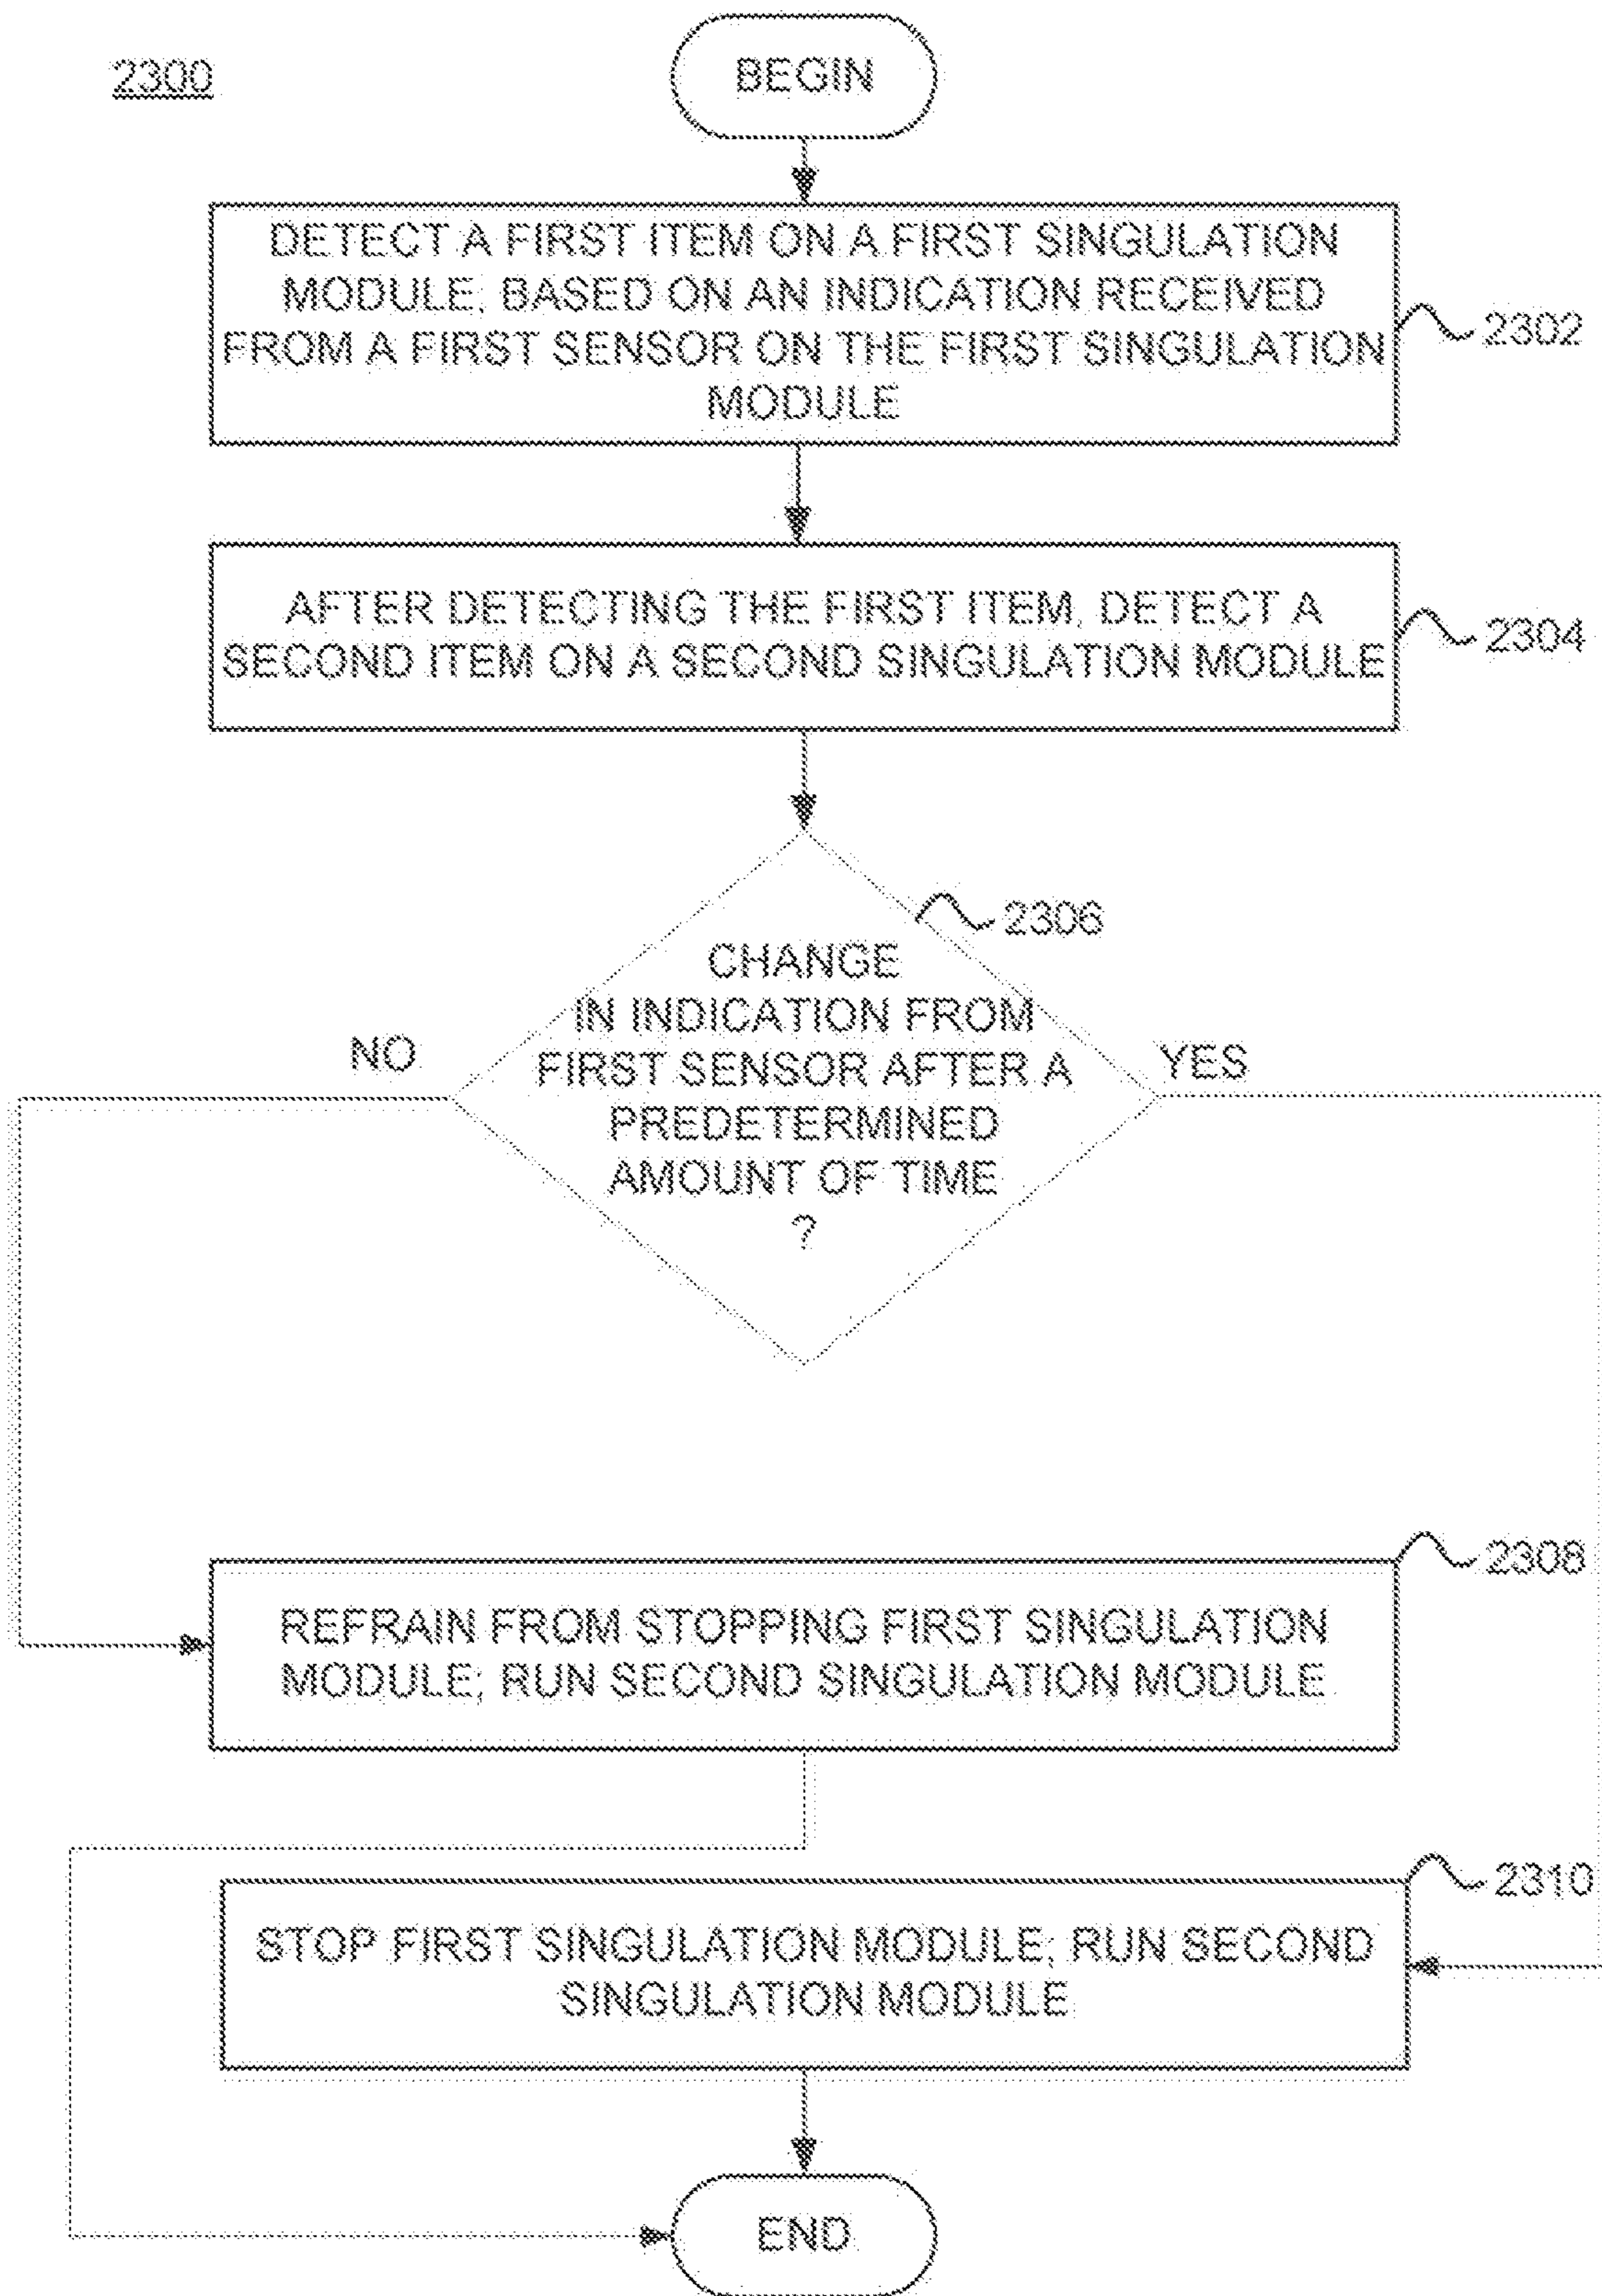 2300
BEGIN
DETECT A FIRST ITEM ON A FIRST SINGULATION
MODULE, BASED ON AN INDICATION RECEIVED
FROM A FIRST SENSOR ON THE FIRST SINGULATION
MODULE
2302
AFTER DETECTING THE FIRST ITEM, DETECT A
SECOND ITEM ON A SECOND SINGULATION MODULE
2304
2306
CHANGE
IN INDICATION FROM
FIRST SENSOR AFTER A
PREDETERMINED
AMOUNT OF TIME
?
NO
YES
2308
REFRAIN FROM STOPPING FIRST SINGULATION
MODULE; RUN SECOND SINGULATION MODULE
2310
STOP FIRST SINGULATION MODULE; RUN SECOND
SINGULATION MODULE
END